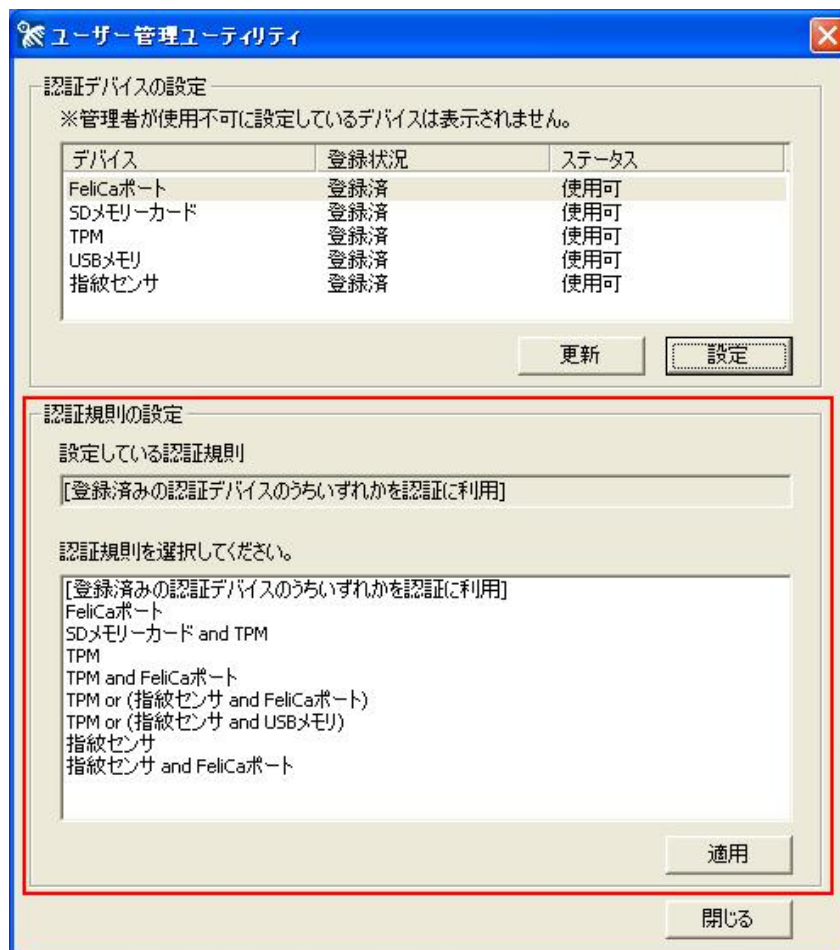 ユーザー管理ユーティリティ
認証デバイスの設定
※管理者が使用不可に設定しているデバイスは表示されません。
デバイス 登録状況 ステータス
FeliCaポート 登録済 使用可
SDメモリーカード 登録済 使用可
TPM 登録済 使用可
USBメモリ 登録済 使用可
指紋センサ 登録済 使用可
更新 設定
認証規則の設定
設定している認証規則
[登録済みの認証デバイスのうちいずれかを認証に利用]
認証規則を選択してください。
[登録済みの認証デバイスのうちいずれかを認証に利用]
FeliCaポート
SDメモリーカード and TPM
TPM
TPM and FeliCaポート
TPM or (指紋センサ and FeliCaポート)
TPM or (指紋センサ and USBメモリ)
指紋センサ
指紋センサ and FeliCaポート
適用
閉じる